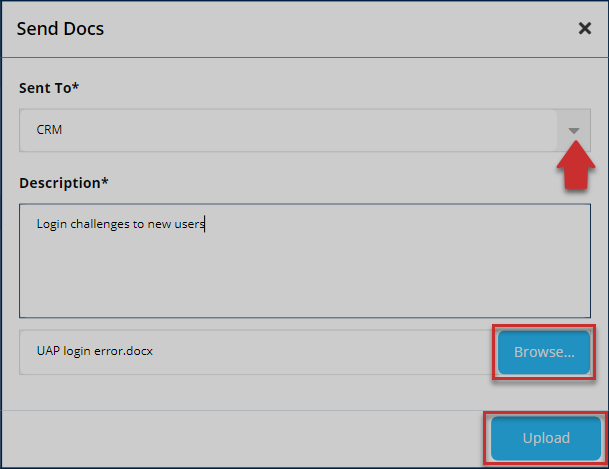 Send Docs
Sent To*
CRM
Description*
Login challenges to new users
UAP login error.docx
Browse...
Upload